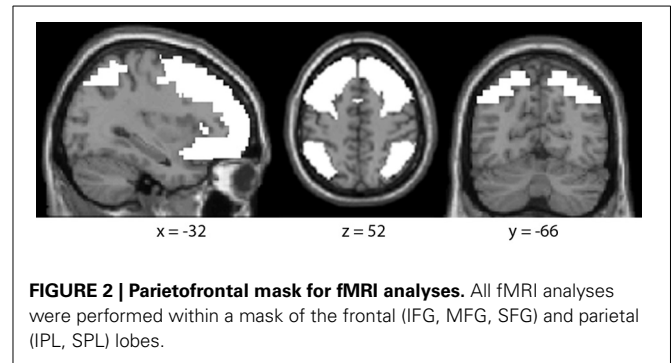 x = -32
z = 52
y = -66
FIGURE 2 | Parietofrontal mask for fMRI analyses. All fMRI analyses
were performed within a mask of the frontal (IFG, MFG, SFG) and parietal
(IPL, SPL) lobes.